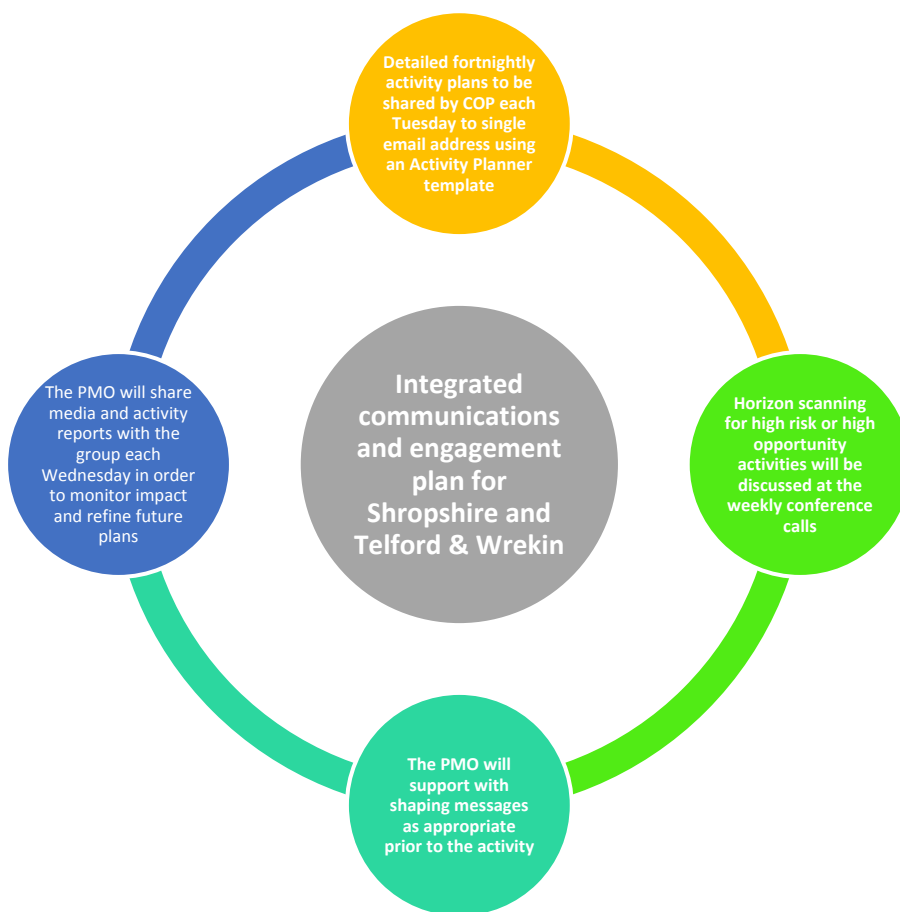 Detailed fortnightly
activity plans to be
shared by COP each
Tuesday to single
email address using
an Activity Planner
template
Horizon scanning
for high risk or high
opportunity
activities will be
discussed at the
weekly conference
calls
The PMO will
support with
shaping messages
as appropriate
prior to the activity
The PMO will share
media and activity
reports with the
group each
Wednesday in order
to monitor impact
and refine future
plans
Integrated
communications
and engagement
plan for
Shropshire and
Telford & Wrekin